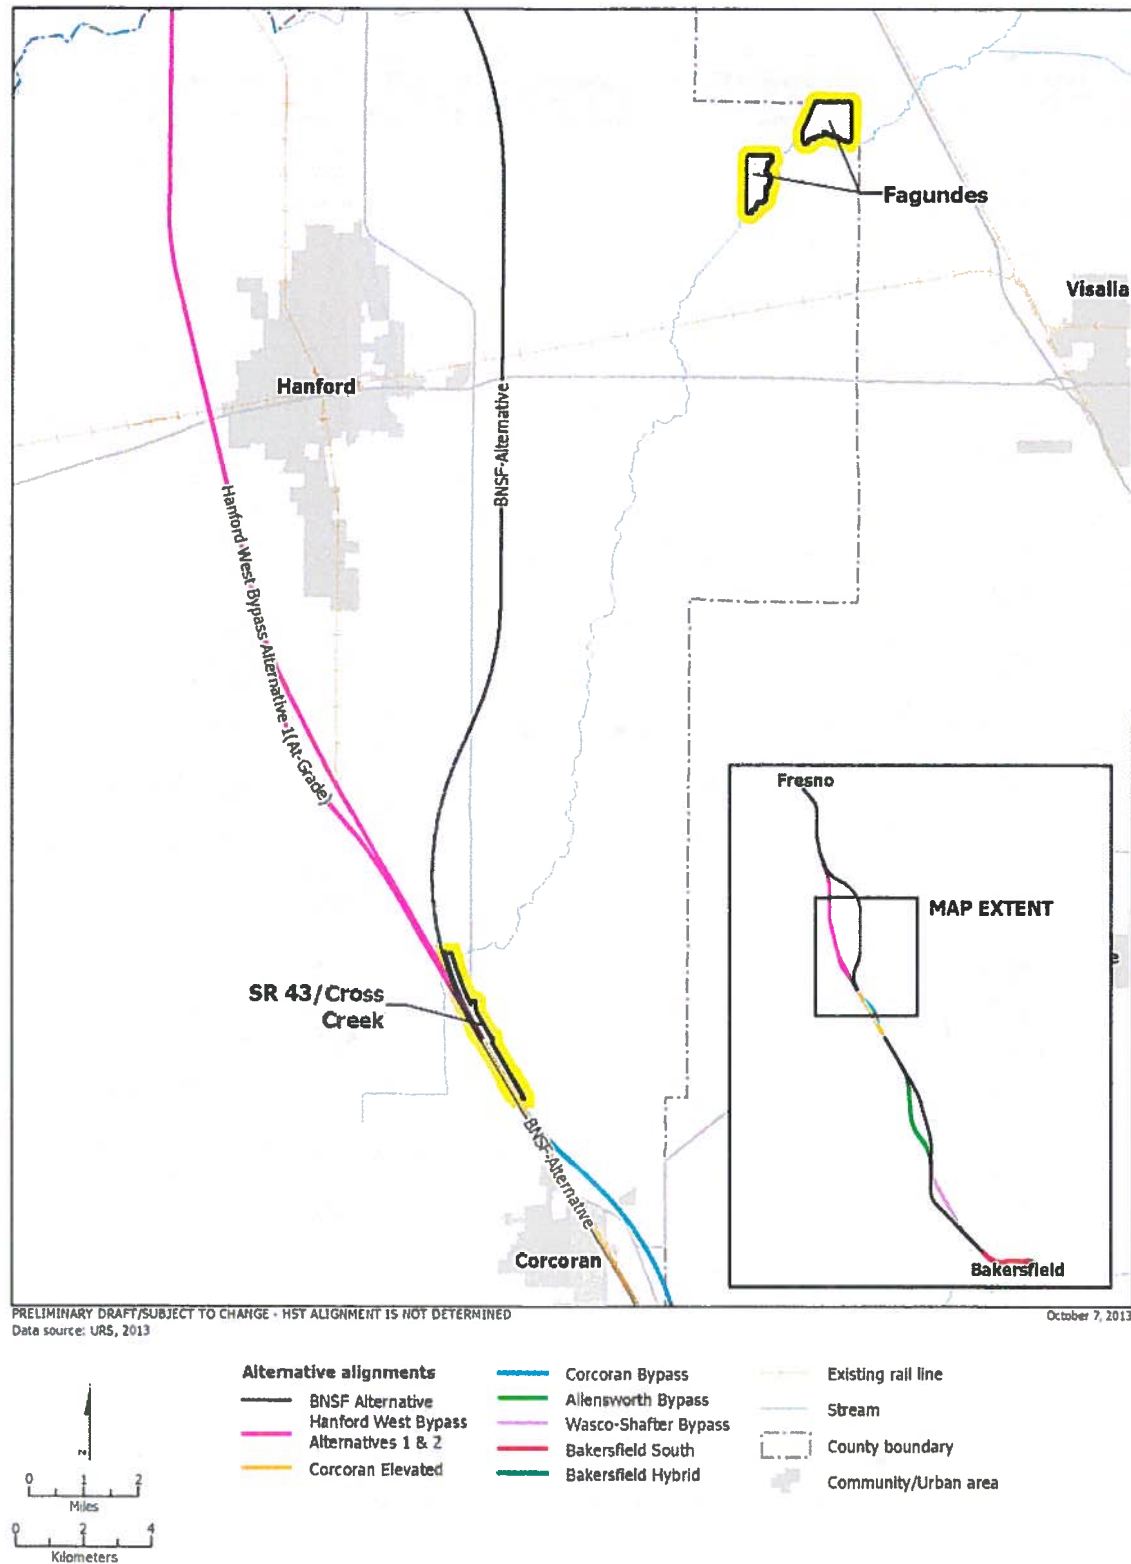 Fagundes
Visalia
Hanford
BNSF-Alternative
Hanford-West-Bypass-Alternative-1(At-Grade)
SR 43/Cross
Creek
BNSF-Alternative
Corcoran
Fresno
MAP EXTENT
Bakersfield
PRELIMINARY DRAFT/SUBJECT TO CHANGE - HST ALIGNMENT IS NOT DETERMINED
October 7, 2013
Data source: URS, 2013
Alternative alignments
BNSF Alternative
Hanford West Bypass
Alternatives 1 & 2
Corcoran Elevated
Corcoran Bypass
Allensworth Bypass
Wasco-Shafter Bypass
Bakersfield South
Bakersfield Hybrid
Existing rail line
Stream
County boundary
Community/Urban area
0 1 2
Miles
0 2 4
Kilometers